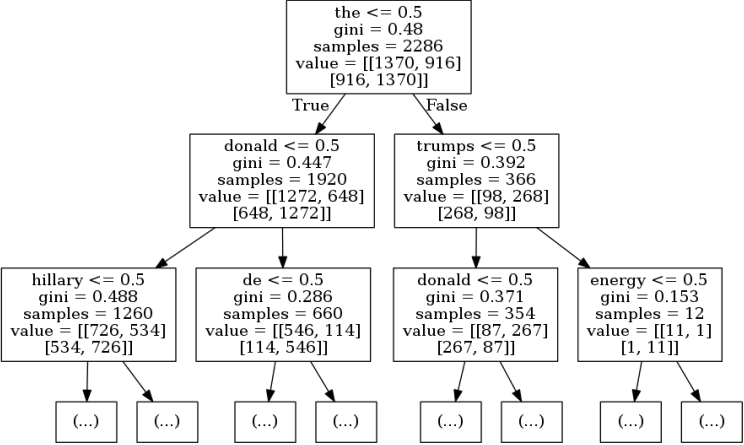 the <= 0.5
gini = 0.48
samples = 2286
value = [[1370, 916]
[916, 1370]]
True
False
donald <= 0.5
gini = 0.447
samples = 1920
value = [[1272, 648]
[648, 1272]]
trumps <= 0.5
gini = 0.392
samples = 366
value = [[98, 268]
[268, 98]]
hillary <= 0.5
gini = 0.488
samples = 1260
value = [[726, 534]
[534, 726]]
de <= 0.5
gini = 0.286
samples = 660
value = [[546, 114]
[114, 546]]
donald <= 0.5
gini = 0.371
samples = 354
value = [[87, 267]
[267, 87]]
energy <= 0.5
gini = 0.153
samples = 12
value = [[11, 1]
[1, 11]]
(...)
(...)
(...)
(...)
(...)
(...)
(...)
(...)